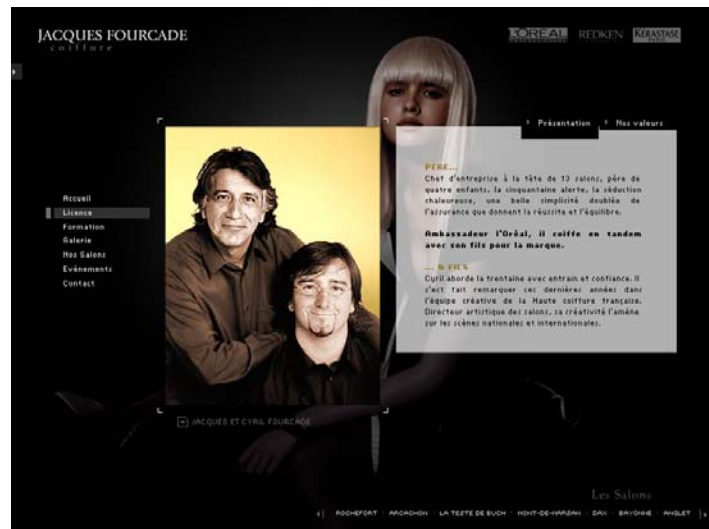 JACQUES FOURCADE
coiffure
L'ORÉAL
REDKEN
KÉRASTASE
PARIS
Présentation
Nos valeurs
PÈRE...
Chef d'entreprise à la tête de 13 salons, père de
quatre enfants, la cinquantaine alerte, la séduction
chaleureuse, une belle simplicité doublée de
l'assurance que donnent la réussite et l'équilibre.
Ambassadeur l'Oréal, il coiffe en tandem
avec son fils pour la marque.
... & FILS
Cyril aborde la trentaine avec entrain et confiance. Il
s'est fait remarquer ces dernières années dans
l'équipe créative de la Haute coiffure française.
Directeur artistique des salons, sa créativité l'amène
sur les scènes nationales et internationales.
Accueil
Licence
Formation
Galerie
Nos Salons
Evénements
Contact
JACQUES ET CYRIL FOURCADE
Les Salons
ROCHEFORT ARCACHON LA TESTE DE BUCH MONT-DE-MARSAN DAX BAYONNE ANGLET